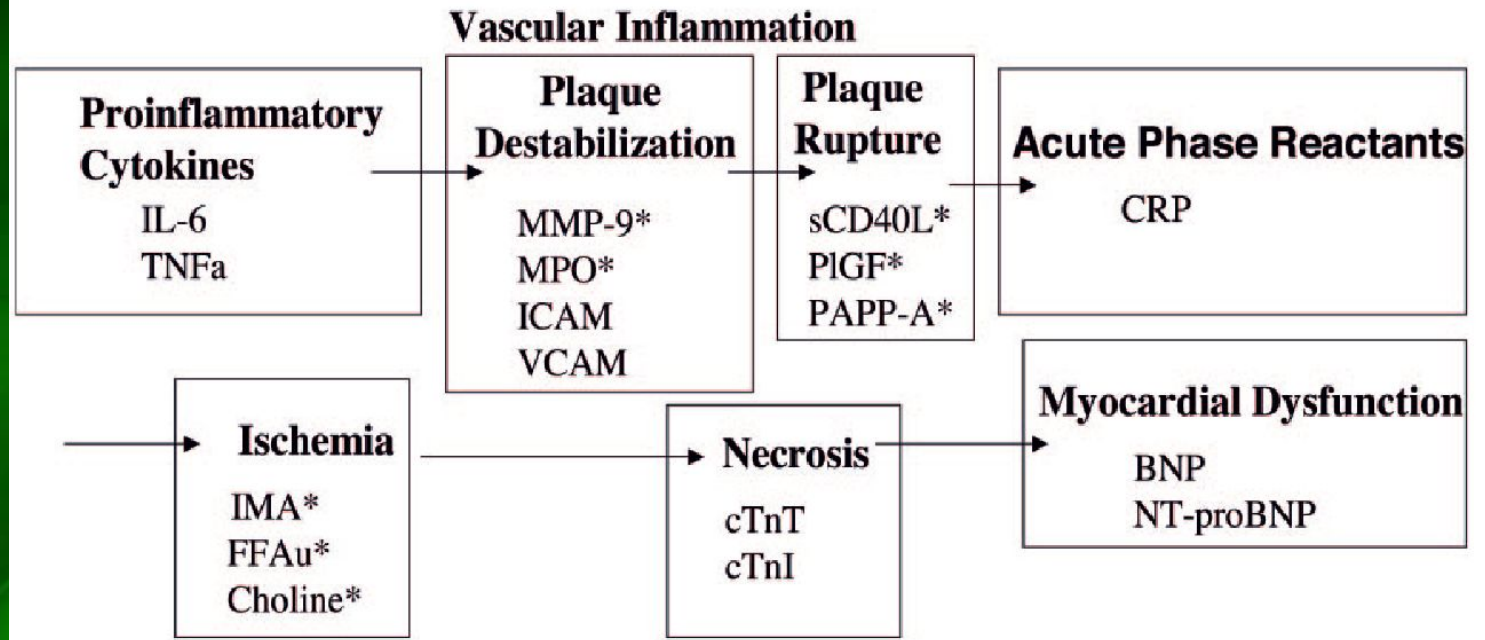 Vascular Inflammation
Proinflammatory
Cytokines
IL-6
TNFa
Plaque
Destabilization
MMP-9*
MPO*
ICAM
VCAM
Plaque
Rupture
sCD40L*
PlGF*
PAPP-A*
Acute Phase Reactants
CRP
Ischemia
IMA*
FFAu*
Choline*
Necrosis
cTnT
cTnI
Myocardial Dysfunction
BNP
NT-proBNP